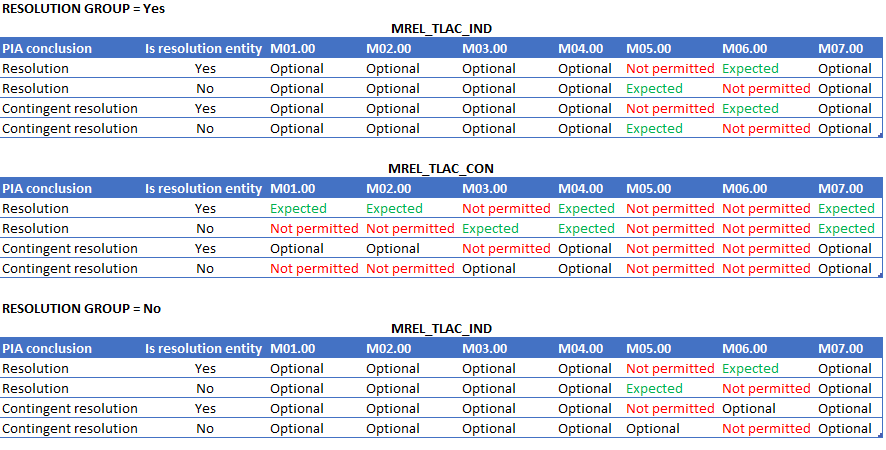 RESOLUTION GROUP = Yes
MREL_TLAC_IND
PIA conclusion Is resolution entity M01.00 M02.00 M03.00 M04.00 M05.00 M06.00 M07.00
Resolution Yes Optional Optional Optional Optional Not permitted Expected Optional
Resolution No Optional Optional Optional Optional Expected Not permitted Optional
Contingent resolution Yes Optional Optional Optional Optional Not permitted Expected Optional
Contingent resolution No Optional Optional Optional Optional Expected Not permitted Optional
MREL_TLAC_CON
PIA conclusion Is resolution entity M01.00 M02.00 M03.00 M04.00 M05.00 M06.00 M07.00
Resolution Yes Expected Expected Not permitted Expected Not permitted Not permitted Expected
Resolution No Not permitted Not permitted Expected Expected Not permitted Not permitted Expected
Contingent resolution Yes Optional Optional Not permitted Optional Not permitted Not permitted Optional
Contingent resolution No Not permitted Not permitted Optional Optional Not permitted Not permitted Optional
RESOLUTION GROUP = No
MREL_TLAC_IND
PIA conclusion Is resolution entity M01.00 M02.00 M03.00 M04.00 M05.00 M06.00 M07.00
Resolution Yes Optional Optional Optional Optional Not permitted Expected Optional
Resolution No Optional Optional Optional Optional Expected Not permitted Optional
Contingent resolution Yes Optional Optional Optional Optional Not permitted Optional Optional
Contingent resolution No Optional Optional Optional Optional Optional Not permitted Optional